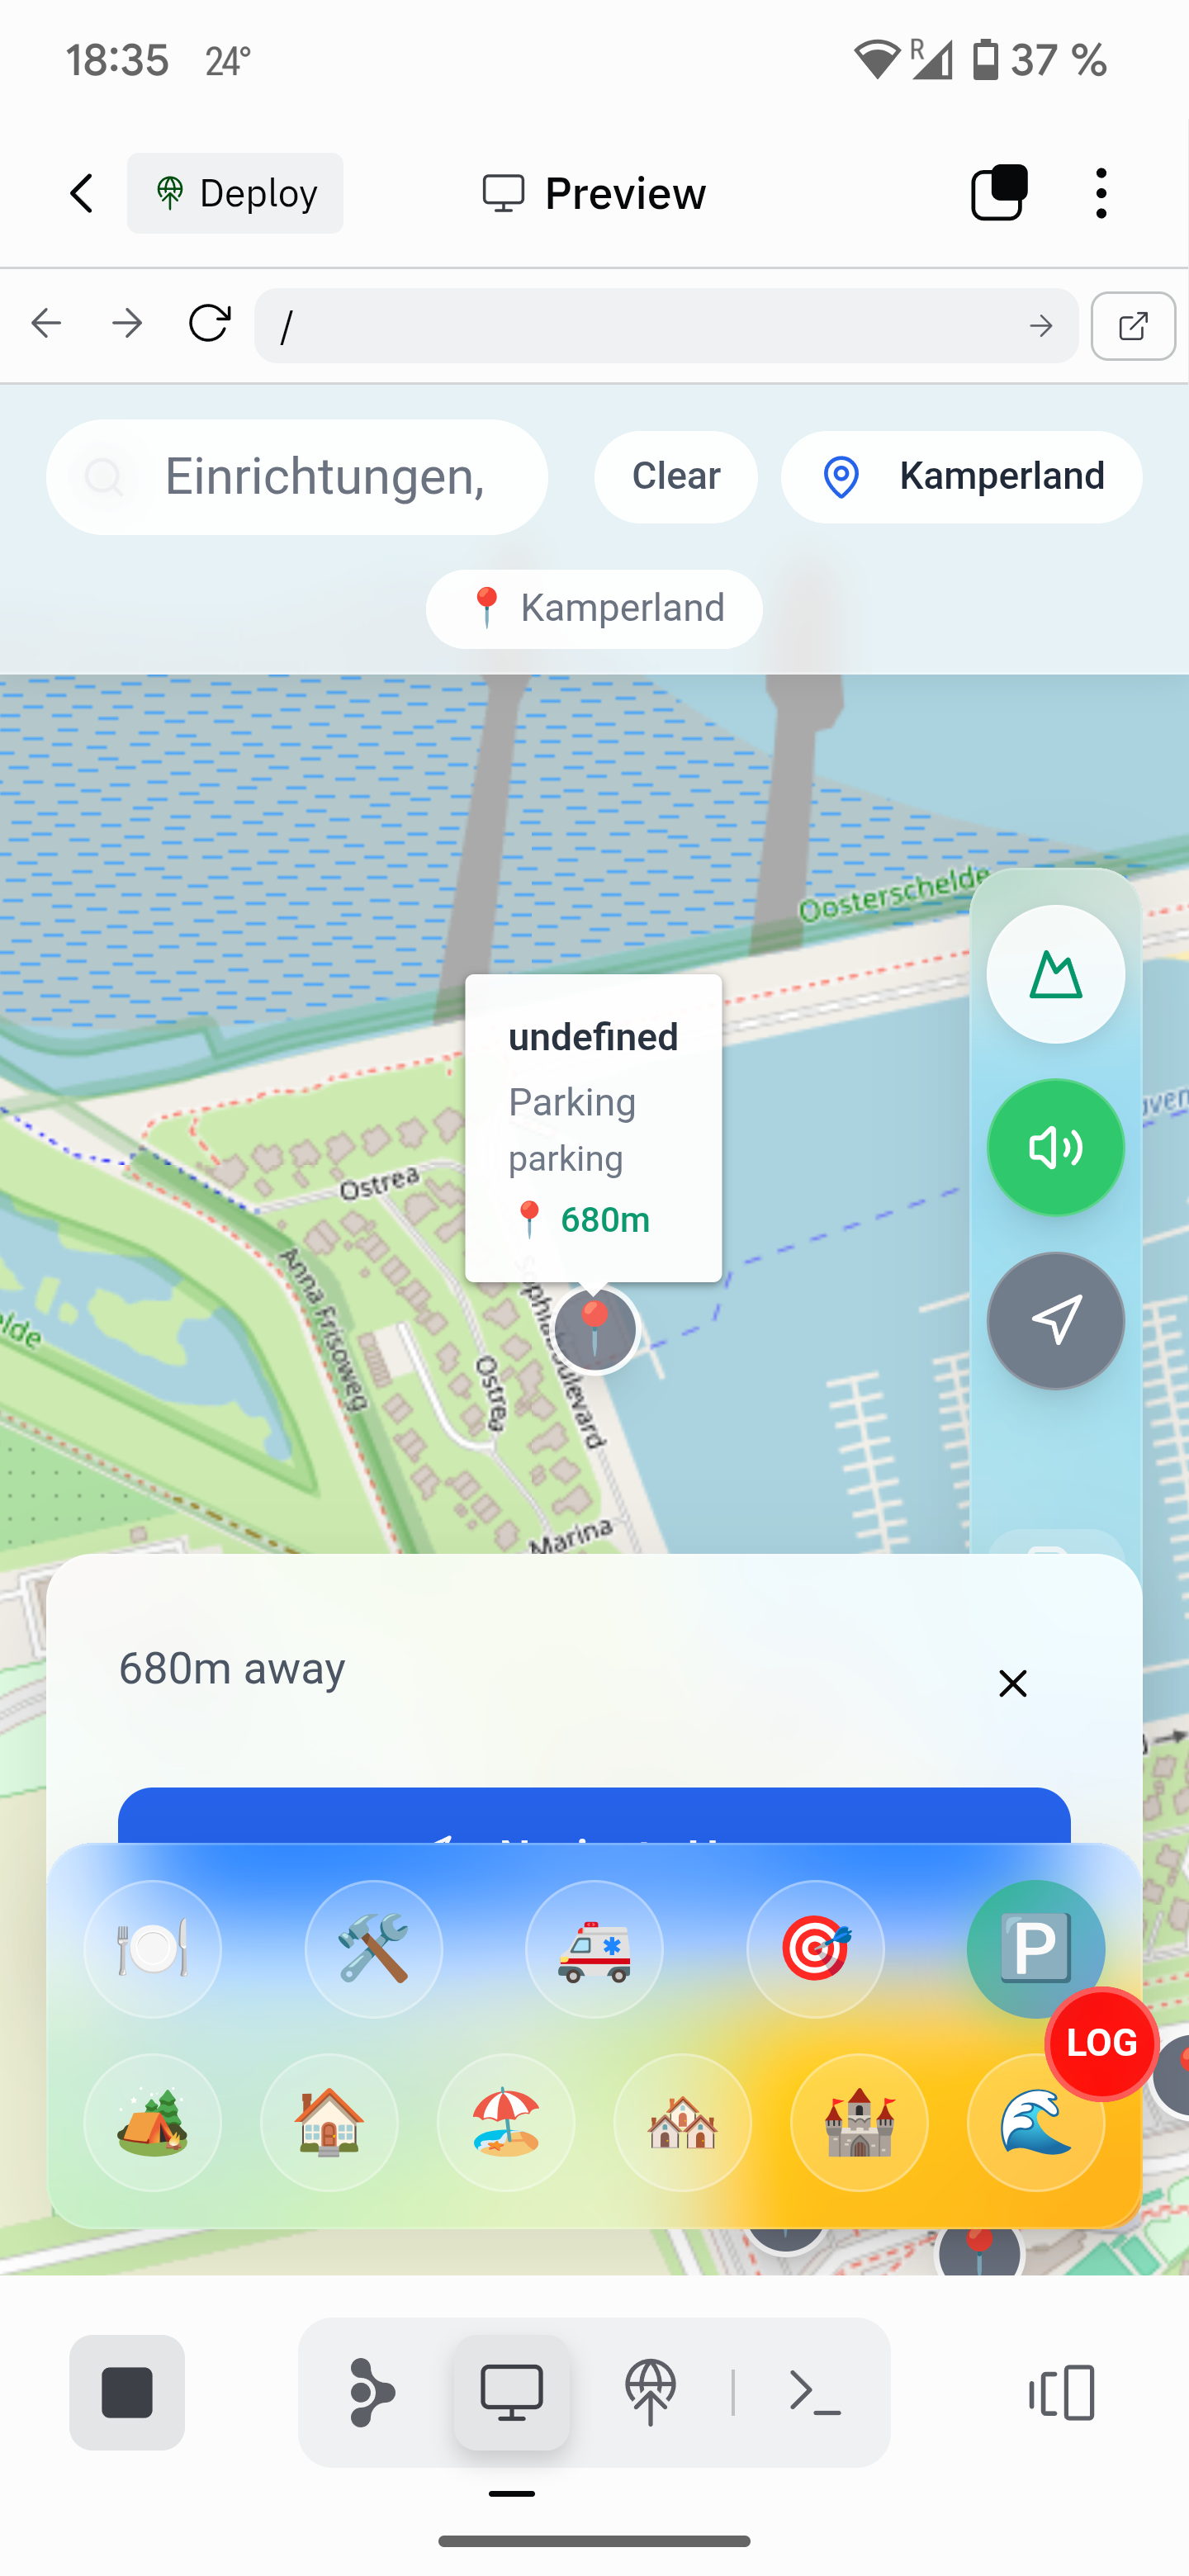 18:35 24° R 37 %
Deploy Preview
/
Einrichtungen, Clear Kamperland
📍 Kamperland
Oosterschelde
undefined
Parking
parking
📍 680m
Ostrea
Anna Frisoweg
Ostrea
Marina
680m away
P
LOG